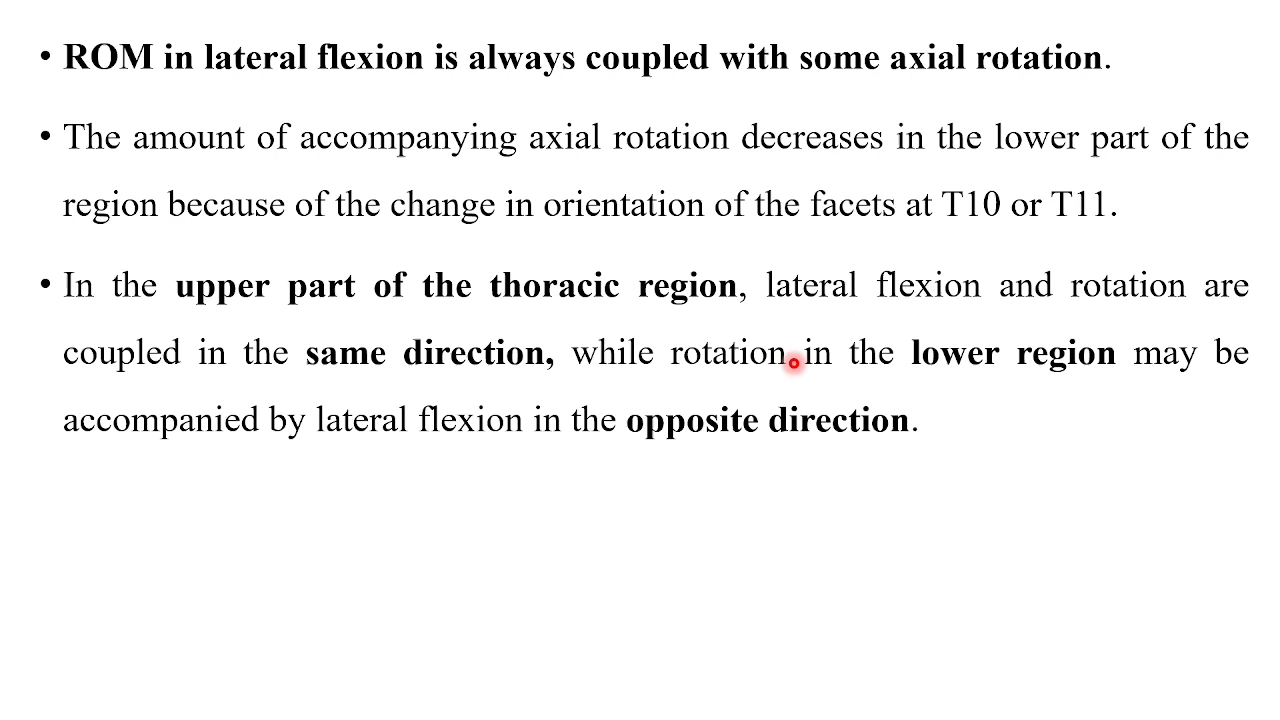 • ROM in lateral flexion is always coupled with some axial rotation.
• The amount of accompanying axial rotation decreases in the lower part of the
region because of the change in orientation of the facets at T10 or T11.
• In the upper part of the thoracic region, lateral flexion and rotation are
coupled in the same direction, while rotation in the lower region may be
accompanied by lateral flexion in the opposite direction.